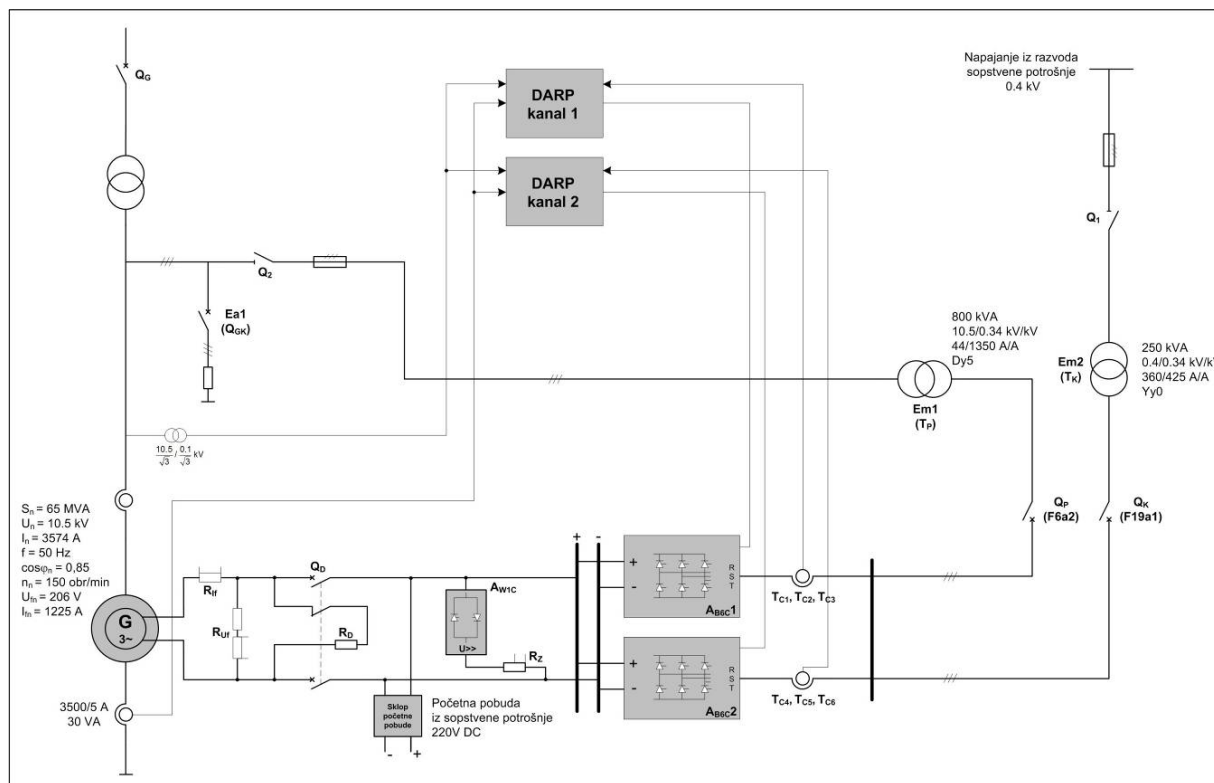 Q_G
DARP
kanal 1
DARP
kanal 2
Napajanje iz razvoda
sopstvene potrošnje
0.4 kV
Q_1
Q_2
Ea1
(Q_GK)
800 kVA
10.5/0.34 kV/kV
44/1350 A/A
Dy5
Em1
(T_P)
Em2
(T_K)
250 kVA
0.4/0.34 kV/kV
360/425 A/A
Yy0
10.5/√3 / 0.1/√3 kV
S_n = 65 MVA
U_n = 10.5 kV
I_n = 3574 A
f = 50 Hz
cosφ_n = 0,85
n_n = 150 obr/min
U_fn = 206 V
I_fn = 1225 A
G
3~
3500/5 A
30 VA
R_If
R_Uf
Q_D
R_D
A_W1C
U>>
R_Z
Sklop
početne
pobude
- +
Početna pobuda
iz sopstvene potrošnje
220V DC
+ -
+
-
R
S
T
A_B6C1
+
-
R
S
T
A_B6C2
T_C1, T_C2, T_C3
T_C4, T_C5, T_C6
Q_P
(F6a2)
Q_K
(F19a1)